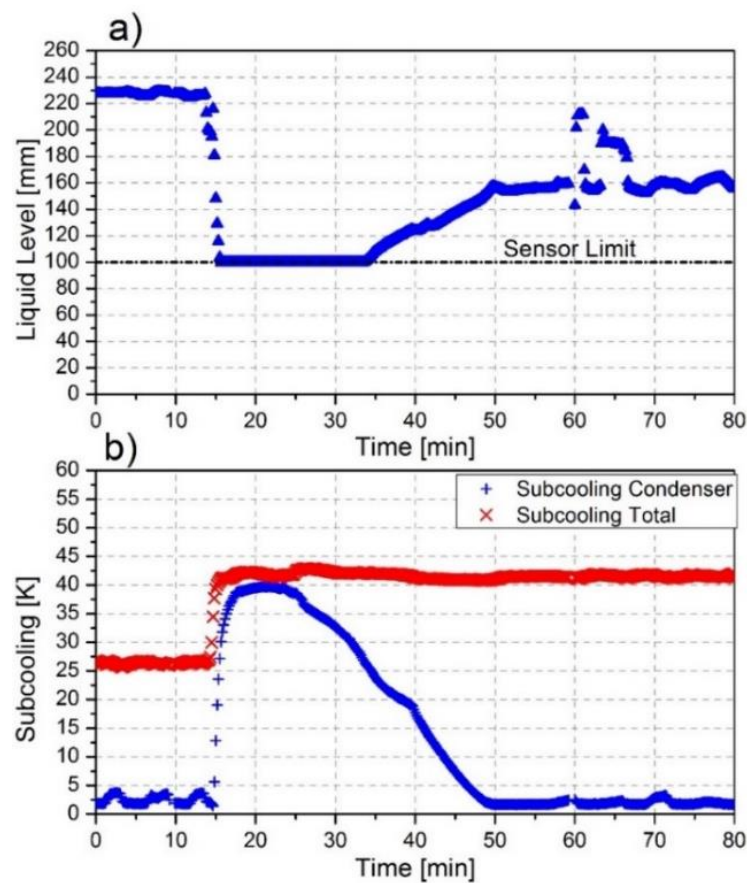 a)
260
240
220
200
180
160
140
120
100
80
60
40
20
0
Liquid Level [mm]
Sensor Limit
0 10 20 30 40 50 60 70 80
Time [min]
b)
60
55
50
45
40
35
30
25
20
15
10
5
0
Subcooling [K]
Subcooling Condenser
Subcooling Total
0 10 20 30 40 50 60 70 80
Time [min]